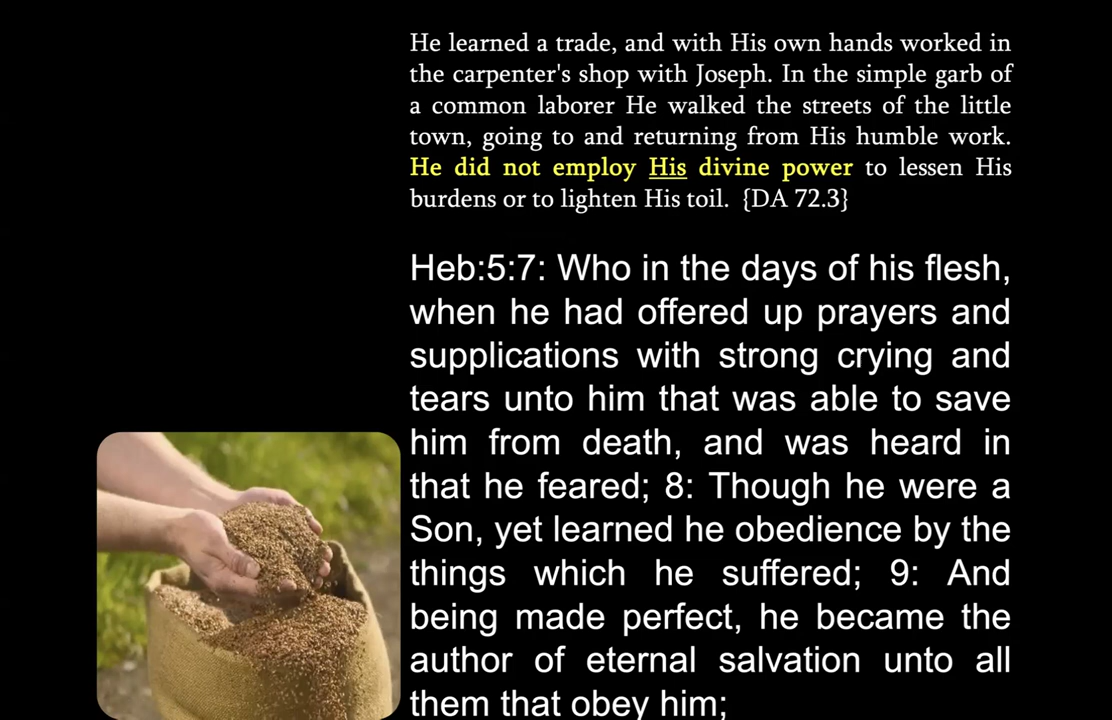 He learned a trade, and with His own hands worked in
the carpenter's shop with Joseph. In the simple garb of
a common laborer He walked the streets of the little
town, going to and returning from His humble work.
He did not employ His divine power to lessen His
burdens or to lighten His toil. {DA 72.3}
Heb:5:7: Who in the days of his flesh,
when he had offered up prayers and
supplications with strong crying and
tears unto him that was able to save
him from death, and was heard in
that he feared; 8: Though he were a
Son, yet learned he obedience by the
things which he suffered; 9: And
being made perfect, he became the
author of eternal salvation unto all
them that obey him;